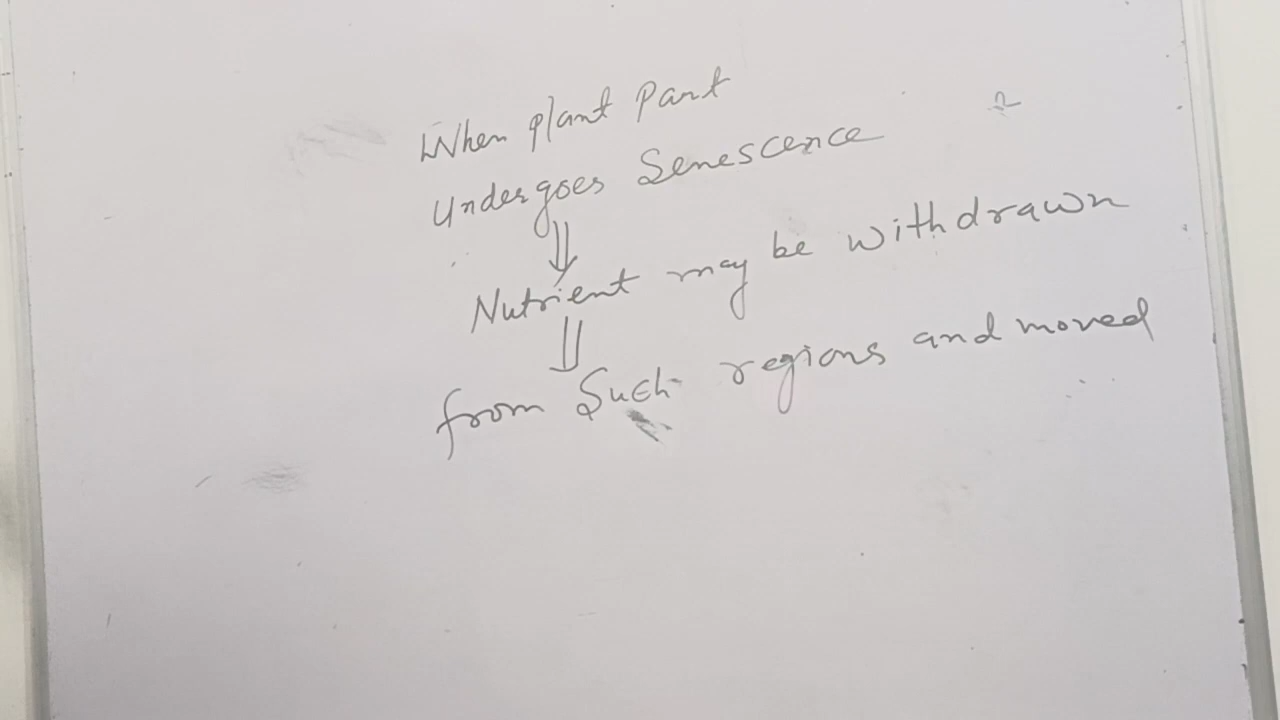 When plant Part
Undergoes Senescence
⇓
Nutrient may be withdrawn
⇓
from Such regions and moved